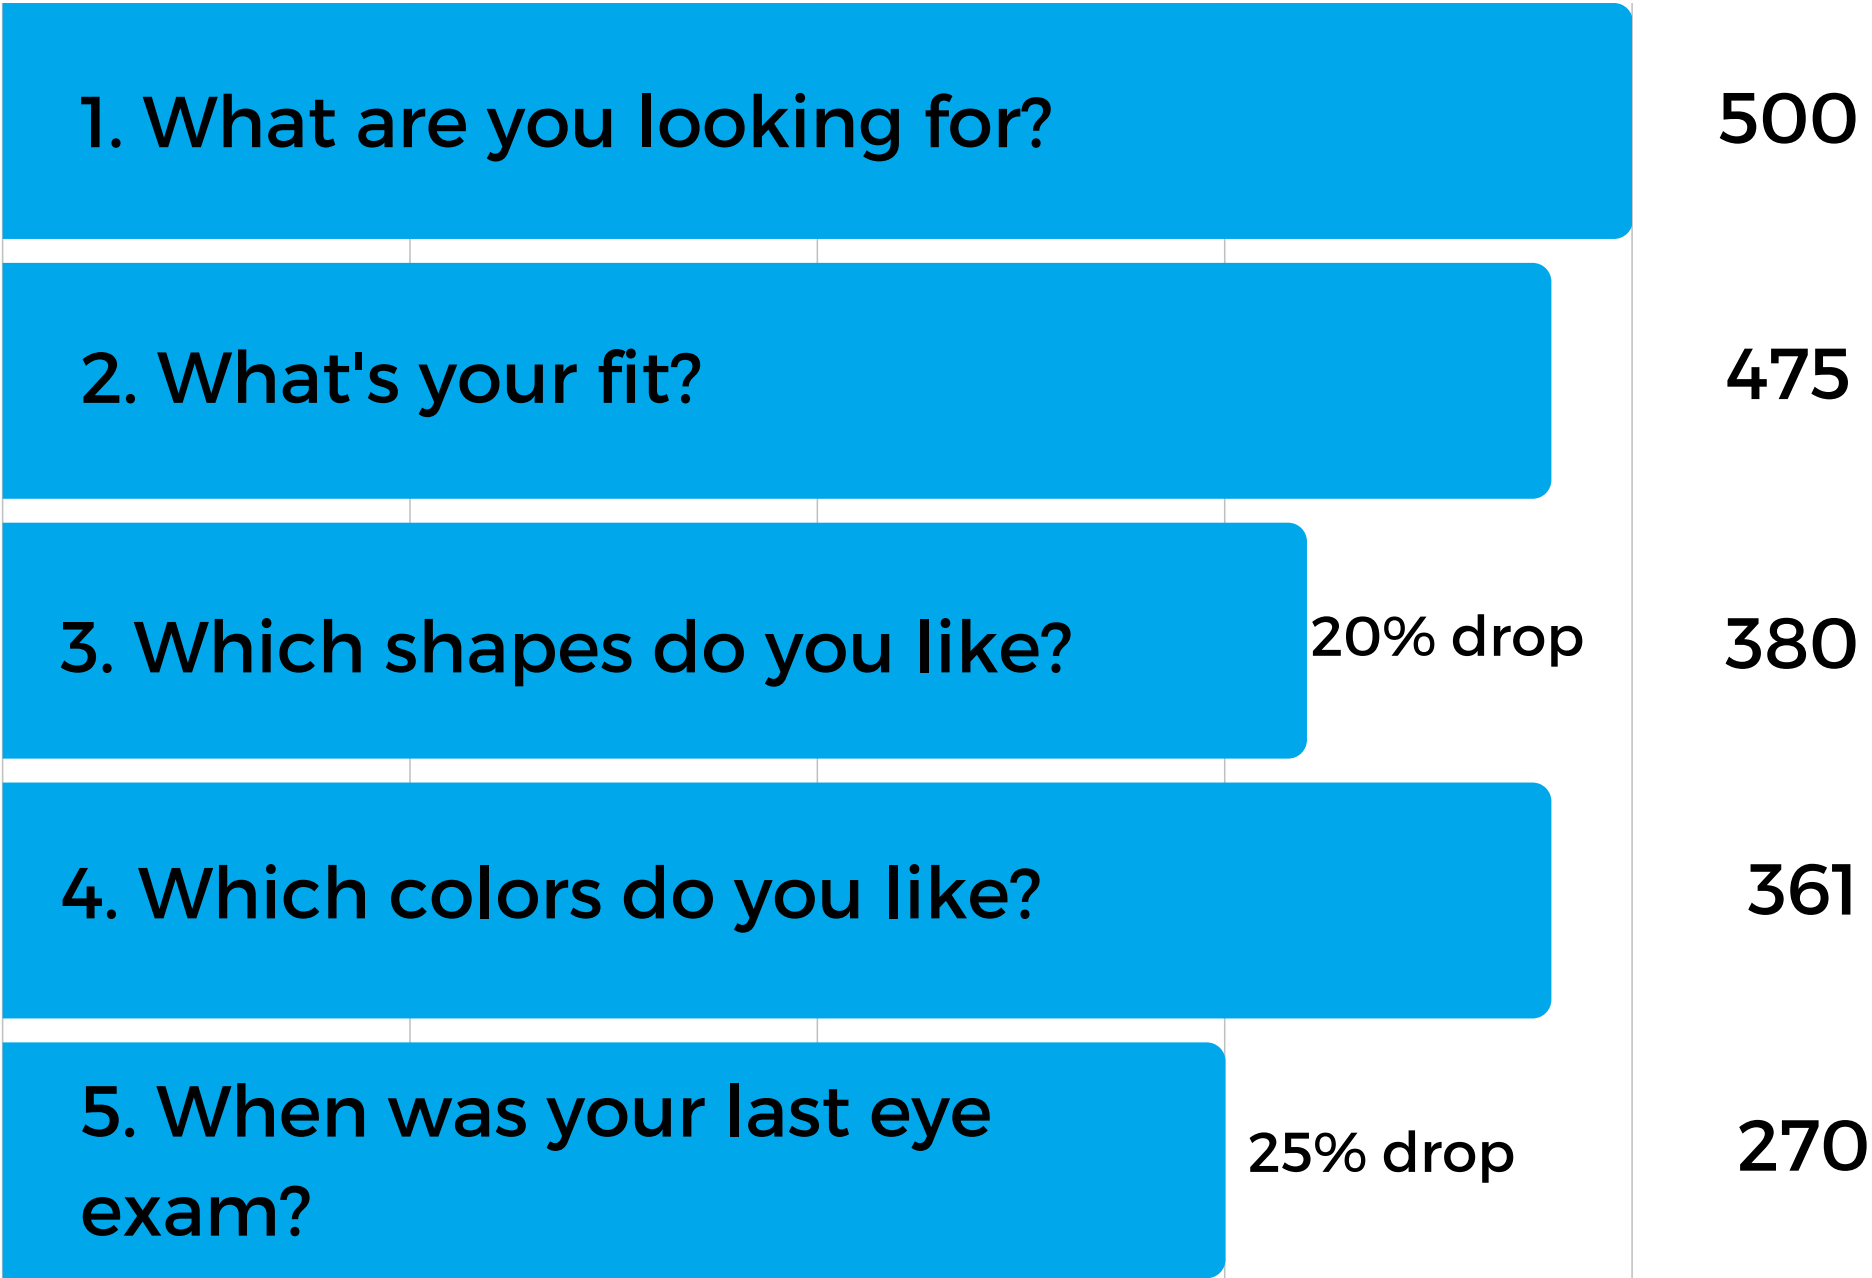 1. What are you looking for? 500
2. What's your fit? 475
3. Which shapes do you like? 20% drop 380
4. Which colors do you like? 361
5. When was your last eye
exam? 25% drop 270